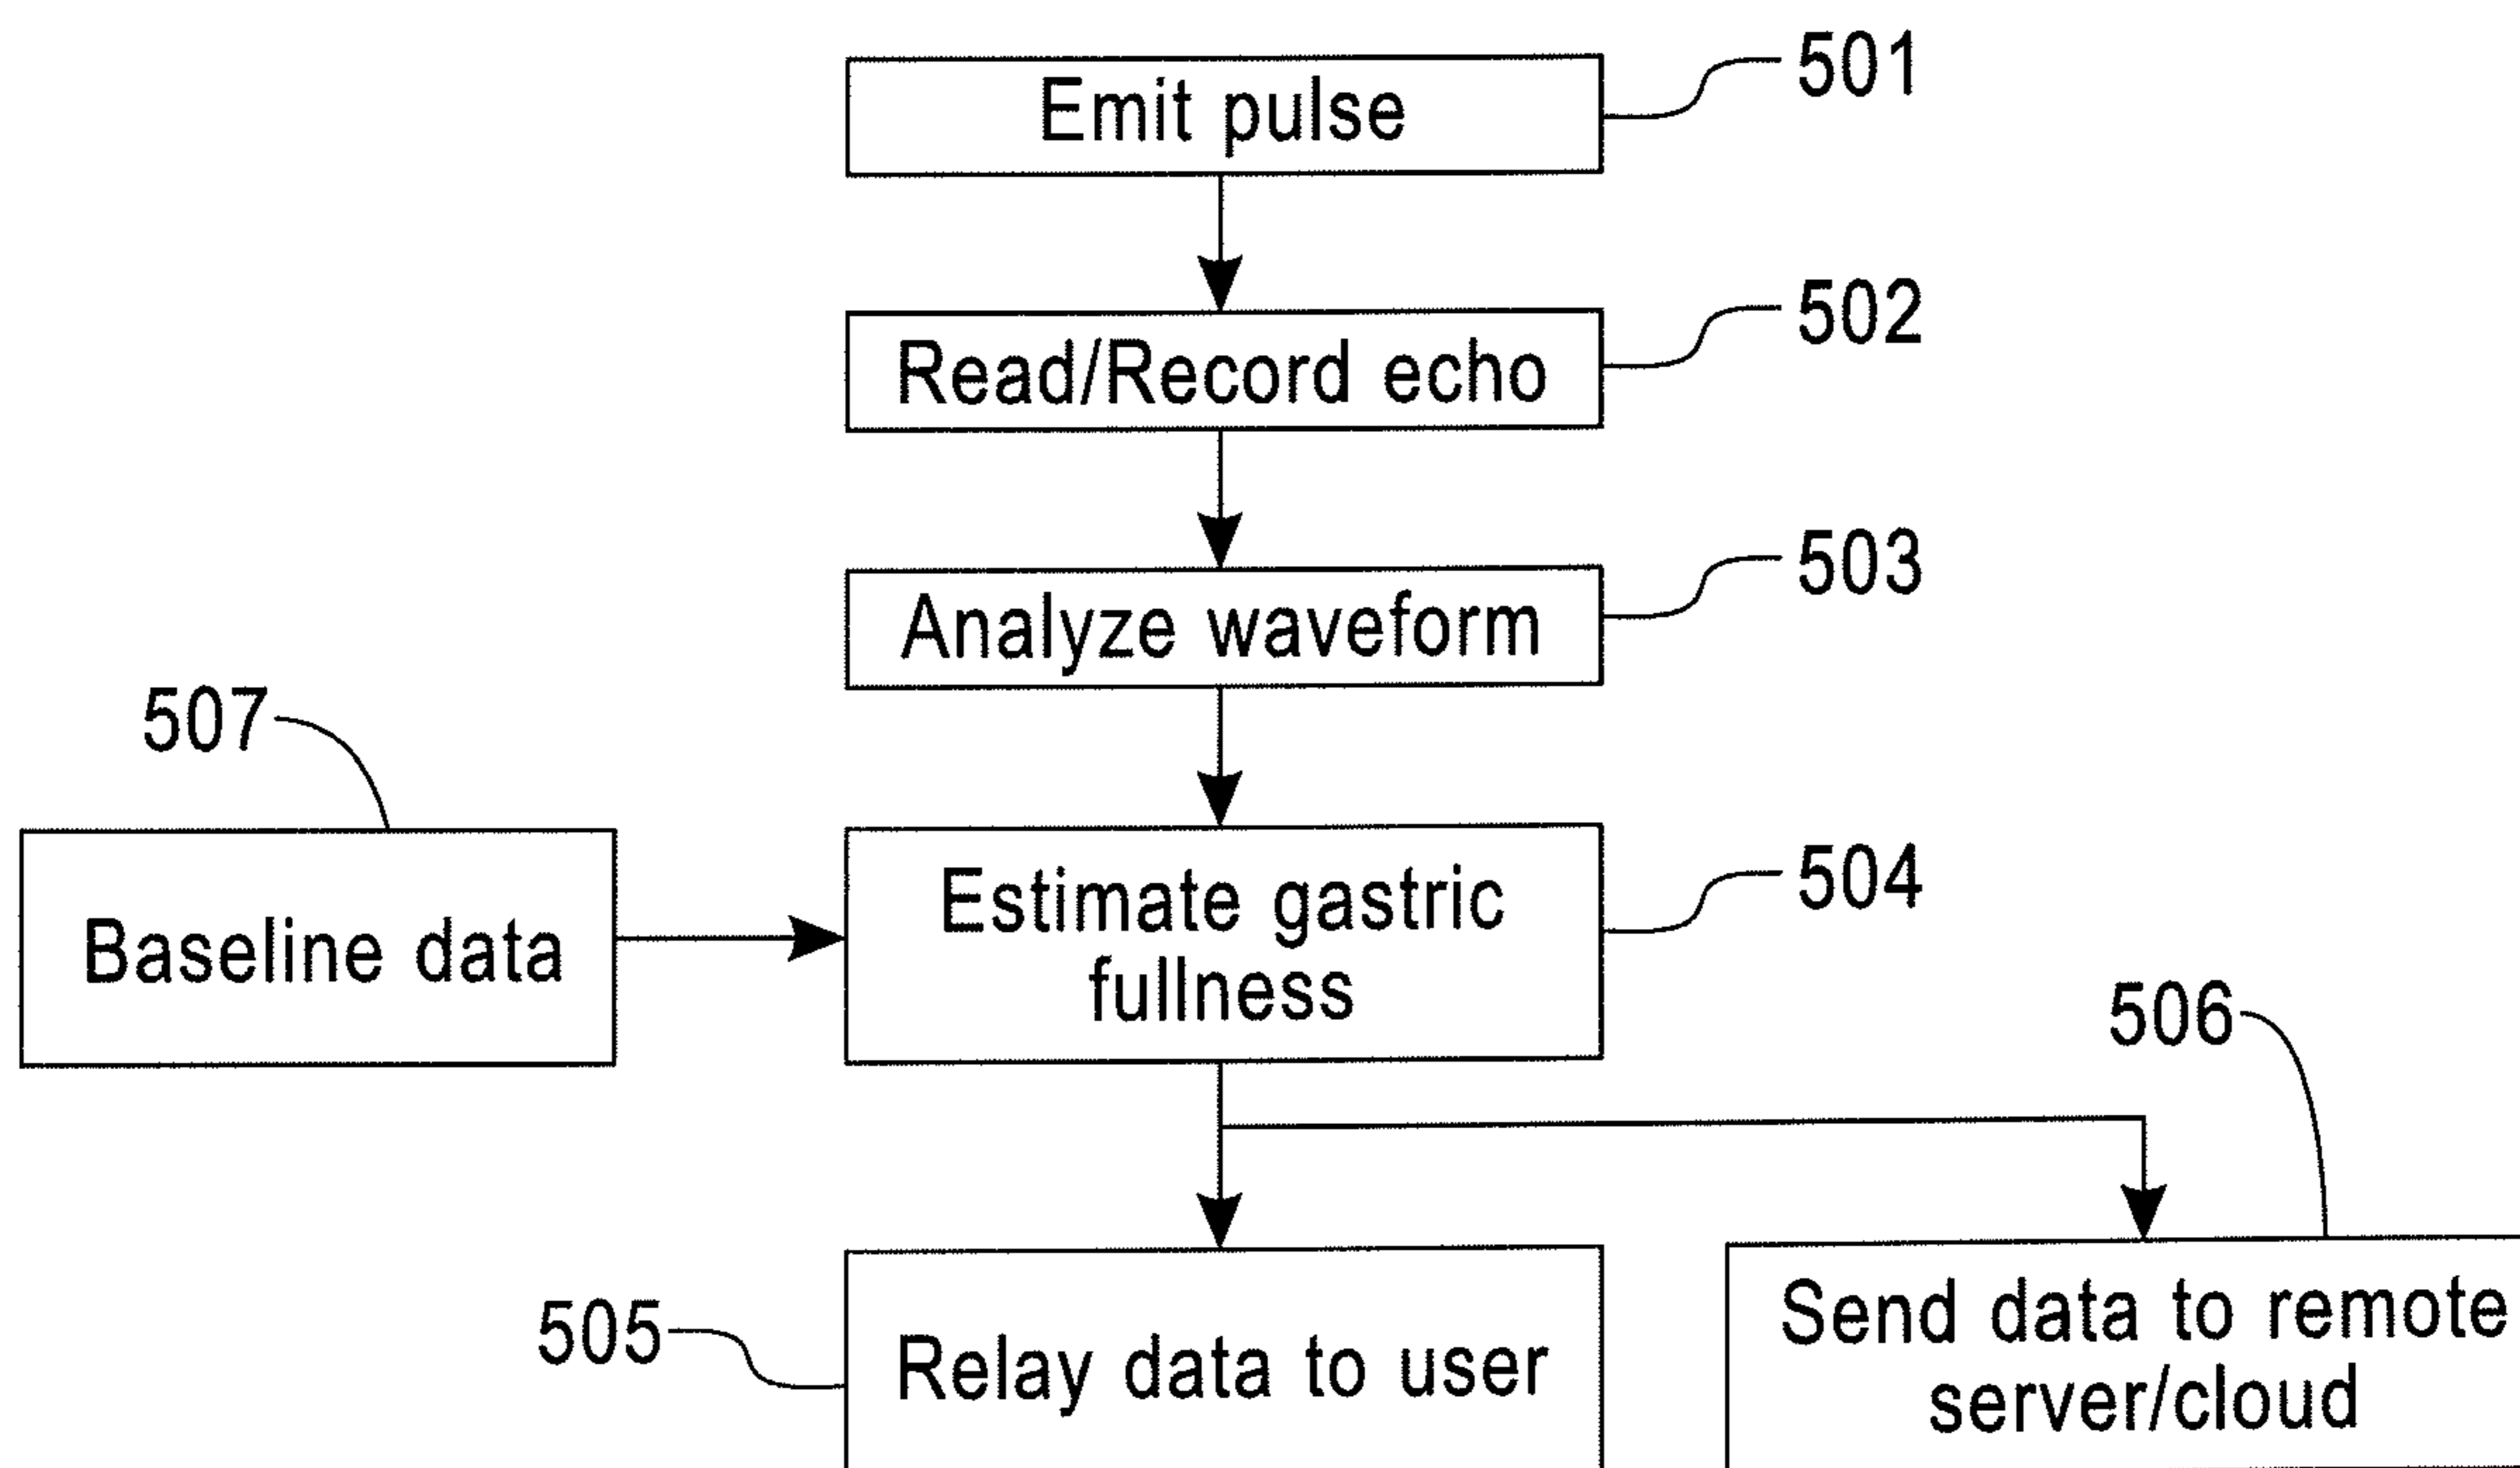 Emit pulse
501
Read/Record echo
502
Analyze waveform
503
507
Baseline data
Estimate gastric
fullness
504
506
505
Relay data to user
Send data to remote
server/cloud